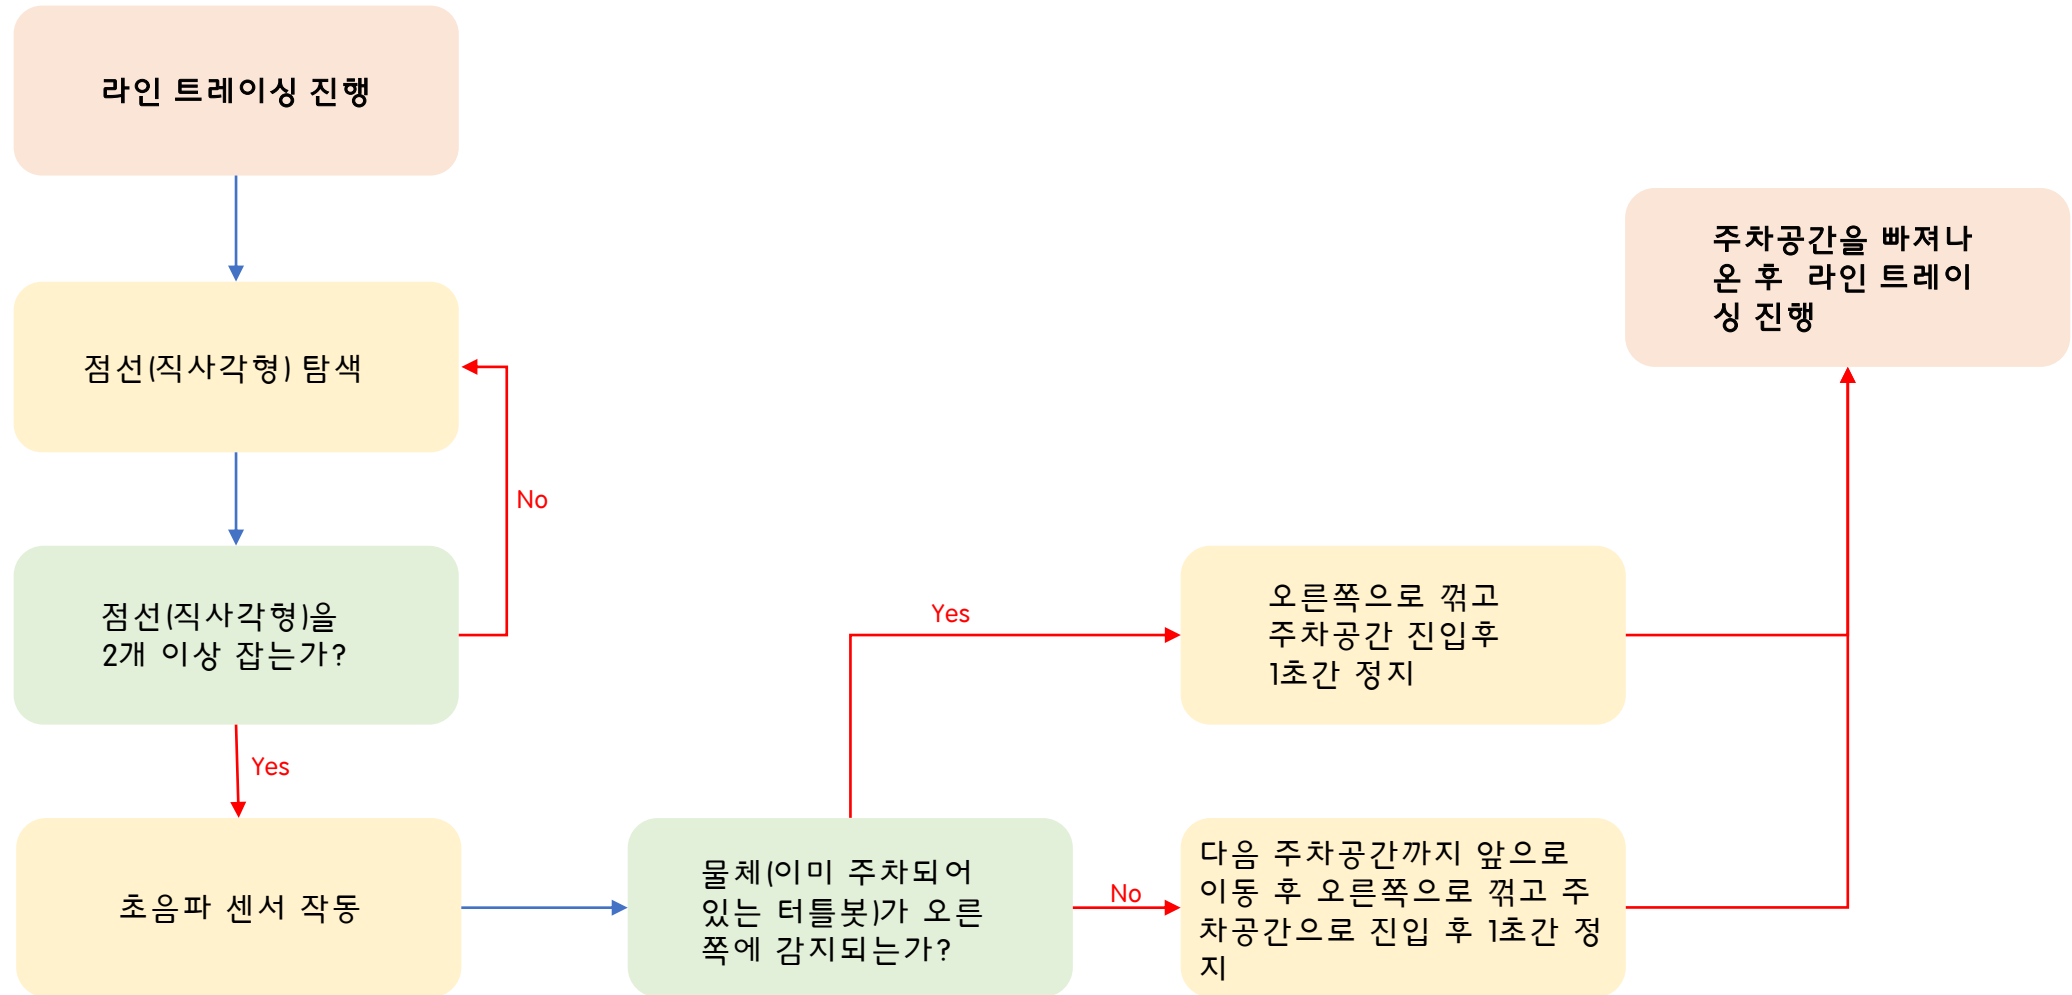 라인 트레이싱 진행
점선(직사각형) 탐색
No
점선(직사각형)을
2개 이상 잡는가?
Yes
초음파 센서 작동
물체(이미 주차되어
있는 터틀봇)가 오른
쪽에 감지되는가?
Yes
오른쪽으로 꺾고
주차공간 진입후
1초간 정지
No
다음 주차공간까지 앞으로
이동 후 오른쪽으로 꺾고 주
차공간으로 진입 후 1초간 정
지
주차공간을 빠져나
온 후 라인 트레이
싱 진행